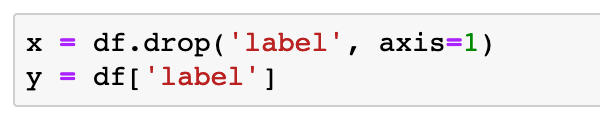 x = df.drop('label', axis=1)
y = df['label']